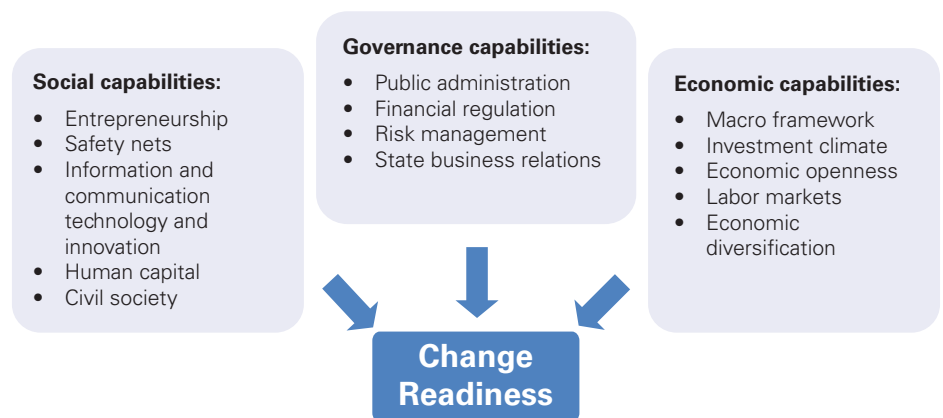 Social capabilities:
• Entrepreneurship
• Safety nets
• Information and
communication
technology and
innovation
• Human capital
• Civil society
Governance capabilities:
• Public administration
• Financial regulation
• Risk management
• State business relations
Economic capabilities:
• Macro framework
• Investment climate
• Economic openness
• Labor markets
• Economic
diversification
Change
Readiness